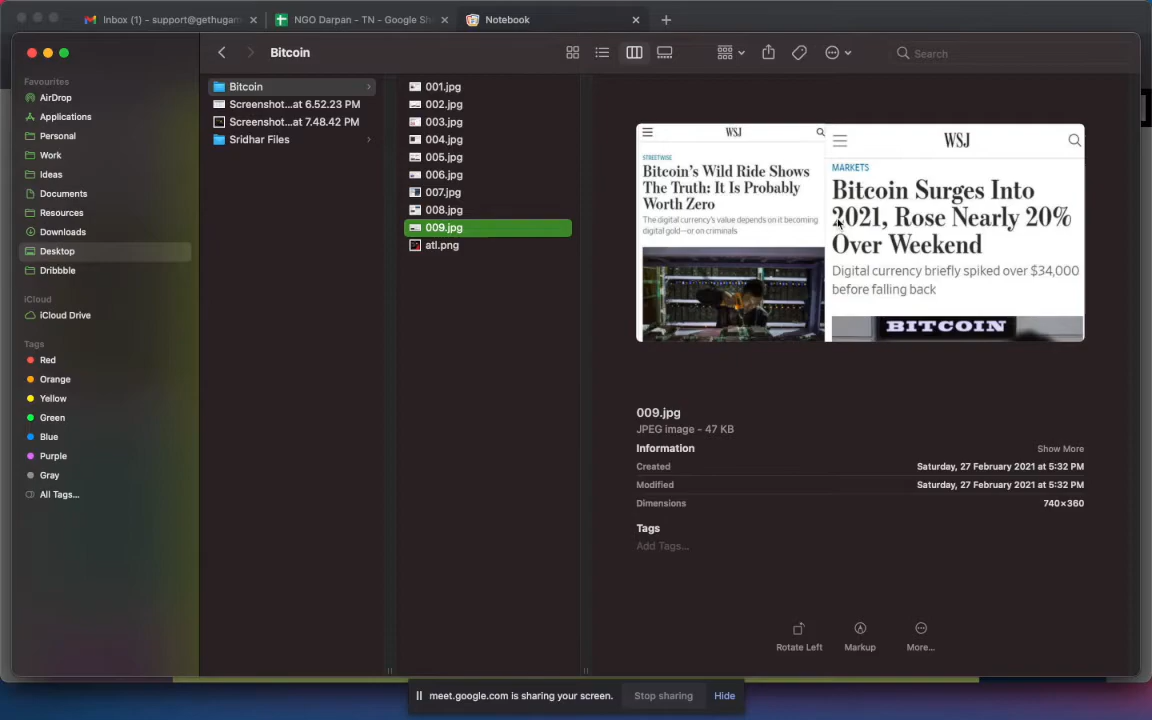 Inbox (1) - support@gethugam
NGO Darpan - TN - Google Sh
Notebook
Bitcoin
Search
Favourites
AirDrop
Applications
Personal
Work
Ideas
Documents
Resources
Downloads
Desktop
Dribbble
iCloud
iCloud Drive
Tags
Red
Orange
Yellow
Green
Blue
Purple
Gray
All Tags...
Bitcoin
Screenshot...at 6.52.23 PM
Screenshot...at 7.48.42 PM
Sridhar Files
001.jpg
002.jpg
003.jpg
004.jpg
005.jpg
006.jpg
007.jpg
008.jpg
009.jpg
atl.png
WSJ
STREETWISE
Bitcoin's Wild Ride Shows
The Truth: It Is Probably
Worth Zero
The digital currency's value depends on it becoming
digital gold—or on criminals
WSJ
MARKETS
Bitcoin Surges Into
2021, Rose Nearly 20%
Over Weekend
Digital currency briefly spiked over $34,000
before falling back
BITCOIN
009.jpg
JPEG image - 47 KB
Information
Show More
Created
Saturday, 27 February 2021 at 5:32 PM
Modified
Saturday, 27 February 2021 at 5:32 PM
Dimensions
740×360
Tags
Add Tags...
Rotate Left
Markup
More...
meet.google.com is sharing your screen.
Stop sharing
Hide